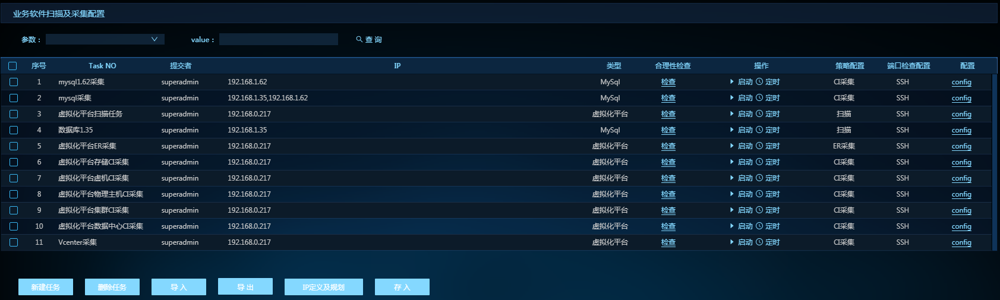 业务软件扫描及采集配置
参数： value： 查 询
序号 Task NO 提交者 IP 类型 合理性检查 操作 策略配置 端口检查配置 配置
1 mysql1.62采集 superadmin 192.168.1.62 MySql 检查 启动 定时 CI采集 SSH config
2 mysql采集 superadmin 192.168.1.35,192.168.1.62 MySql 检查 启动 定时 CI采集 SSH config
3 虚拟化平台扫描任务 superadmin 192.168.0.217 虚拟化平台 检查 启动 定时 扫描 SSH config
4 数据库1.35 superadmin 192.168.1.35 MySql 检查 启动 定时 扫描 SSH config
5 虚拟化平台ER采集 superadmin 192.168.0.217 虚拟化平台 检查 启动 定时 ER采集 SSH config
6 虚拟化平台存储CI采集 superadmin 192.168.0.217 虚拟化平台 检查 启动 定时 CI采集 SSH config
7 虚拟化平台虚机CI采集 superadmin 192.168.0.217 虚拟化平台 检查 启动 定时 CI采集 SSH config
8 虚拟化平台物理主机CI采集 superadmin 192.168.0.217 虚拟化平台 检查 启动 定时 CI采集 SSH config
9 虚拟化平台集群CI采集 superadmin 192.168.0.217 虚拟化平台 检查 启动 定时 CI采集 SSH config
10 虚拟化平台数据中心CI采集 superadmin 192.168.0.217 虚拟化平台 检查 启动 定时 CI采集 SSH config
11 Vcenter采集 superadmin 192.168.0.217 虚拟化平台 检查 启动 定时 CI采集 SSH config
新建任务 删除任务 导 入 导 出 IP定义及规划 存 入